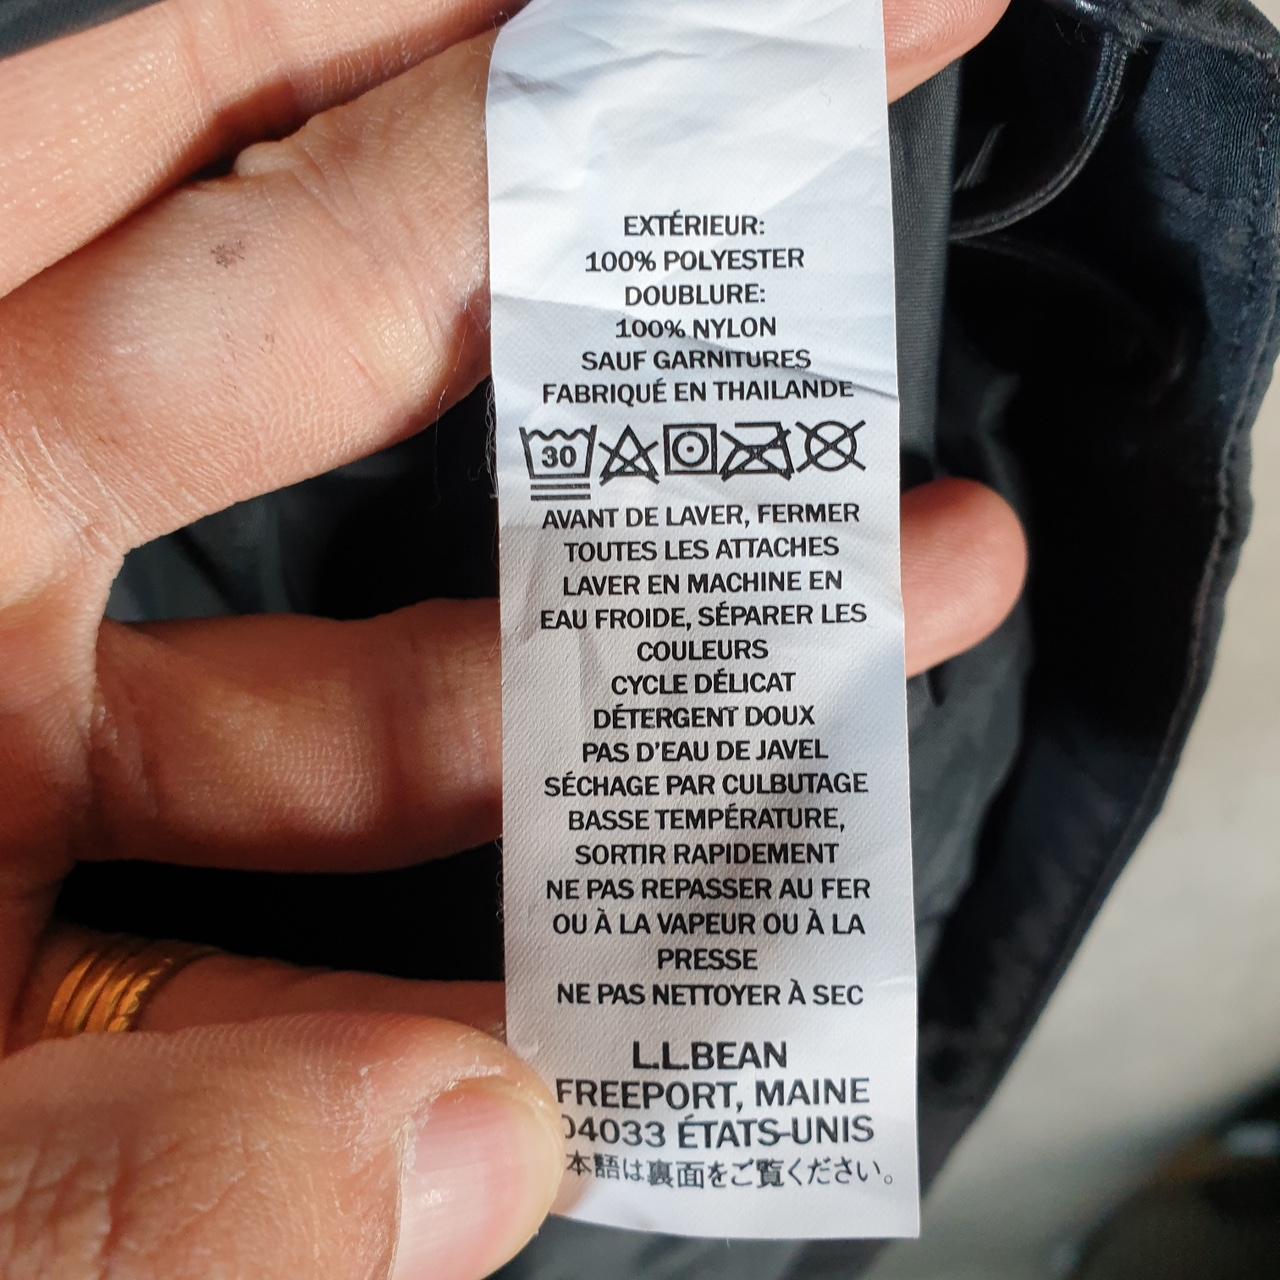 EXTÉRIEUR:
100% POLYESTER
DOUBLURE:
100% NYLON
SAUF GARNITURES
FABRIQUÉ EN THAILANDE
30
AVANT DE LAVER, FERMER
TOUTES LES ATTACHES
LAVER EN MACHINE EN
EAU FROIDE, SÉPARER LES
COULEURS
CYCLE DÉLICAT
DÉTERGENT DOUX
PAS D'EAU DE JAVEL
SÉCHAGE PAR CULBUTAGE
BASSE TEMPÉRATURE,
SORTIR RAPIDEMENT
NE PAS REPASSER AU FER
OU À LA VAPEUR OU À LA
PRESSE
NE PAS NETTOYER À SEC
L.L.BEAN
FREEPORT, MAINE
04033 ÉTATS-UNIS
本語は裏面をご覧ください。